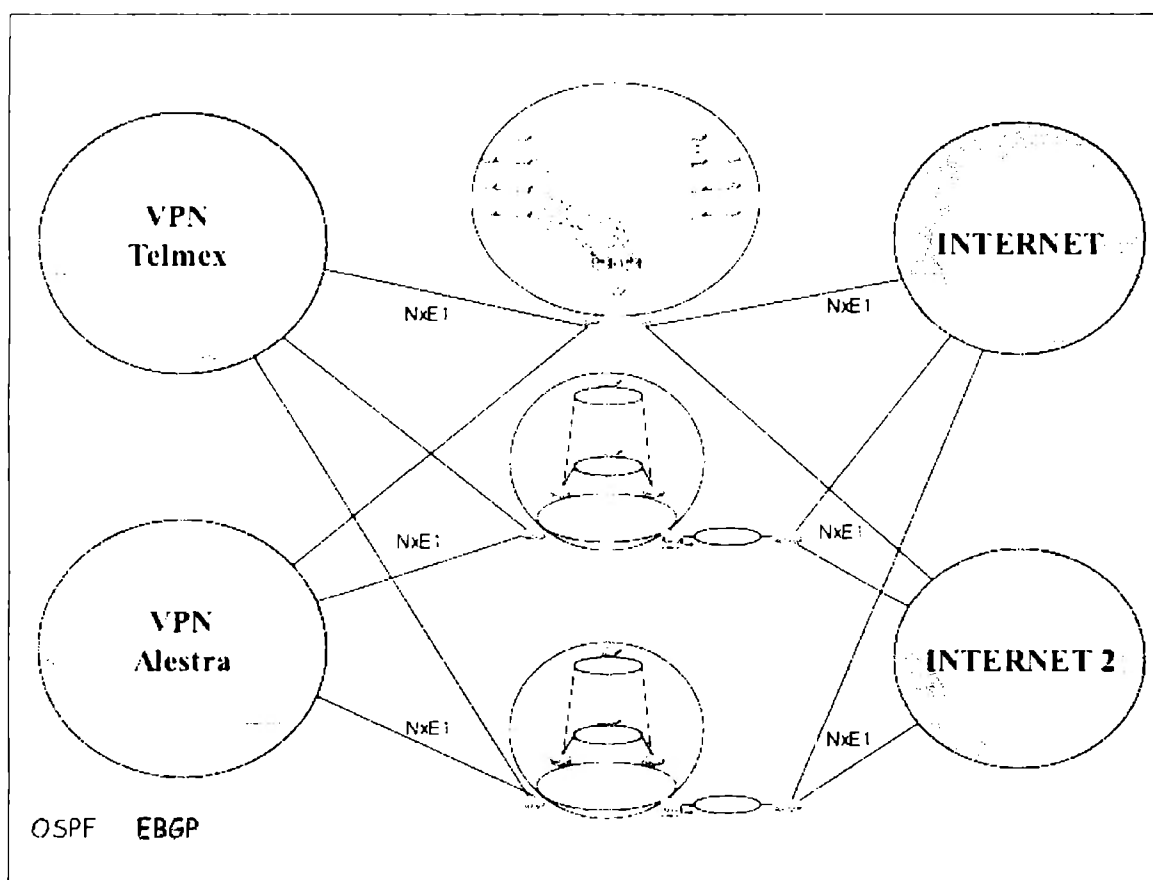 VPN
Telmex
INTERNET
NxE1
NxE1
NxE1
NxE1
VPN
Alestra
INTERNET 2
NxE1
NxE1
OSPF EBGP